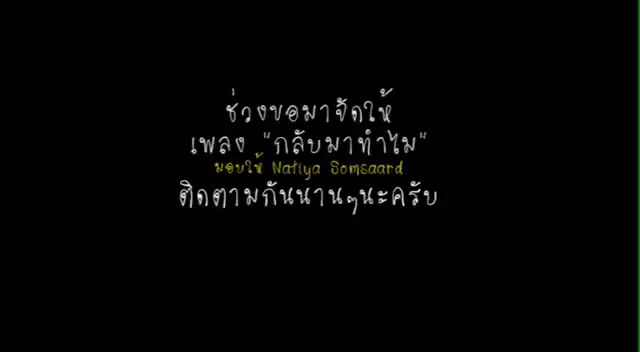 ช่วงขอมาจัดให้
เพลง "กลับมาทำไม"
มอบให้ Natiya Somsaard
ติดตามกันนานๆนะครับ